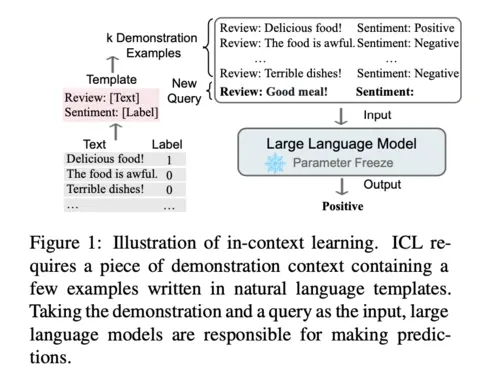 k Demonstration
Examples
Review: Delicious food! Sentiment: Positive
Review: The food is awful. Sentiment: Negative
... ...
Review: Terrible dishes! Sentiment: Negative
New
Query
Review: Good meal! Sentiment:
Template
Review: [Text]
Sentiment: [Label]
Text Label
Delicious food! 1
The food is awful. 0
Terrible dishes! 0
... ...
Input
Large Language Model
Parameter Freeze
Output
Positive
Figure 1: Illustration of in-context learning. ICL re-
quires a piece of demonstration context containing a
few examples written in natural language templates.
Taking the demonstration and a query as the input, large
language models are responsible for making predic-
tions.